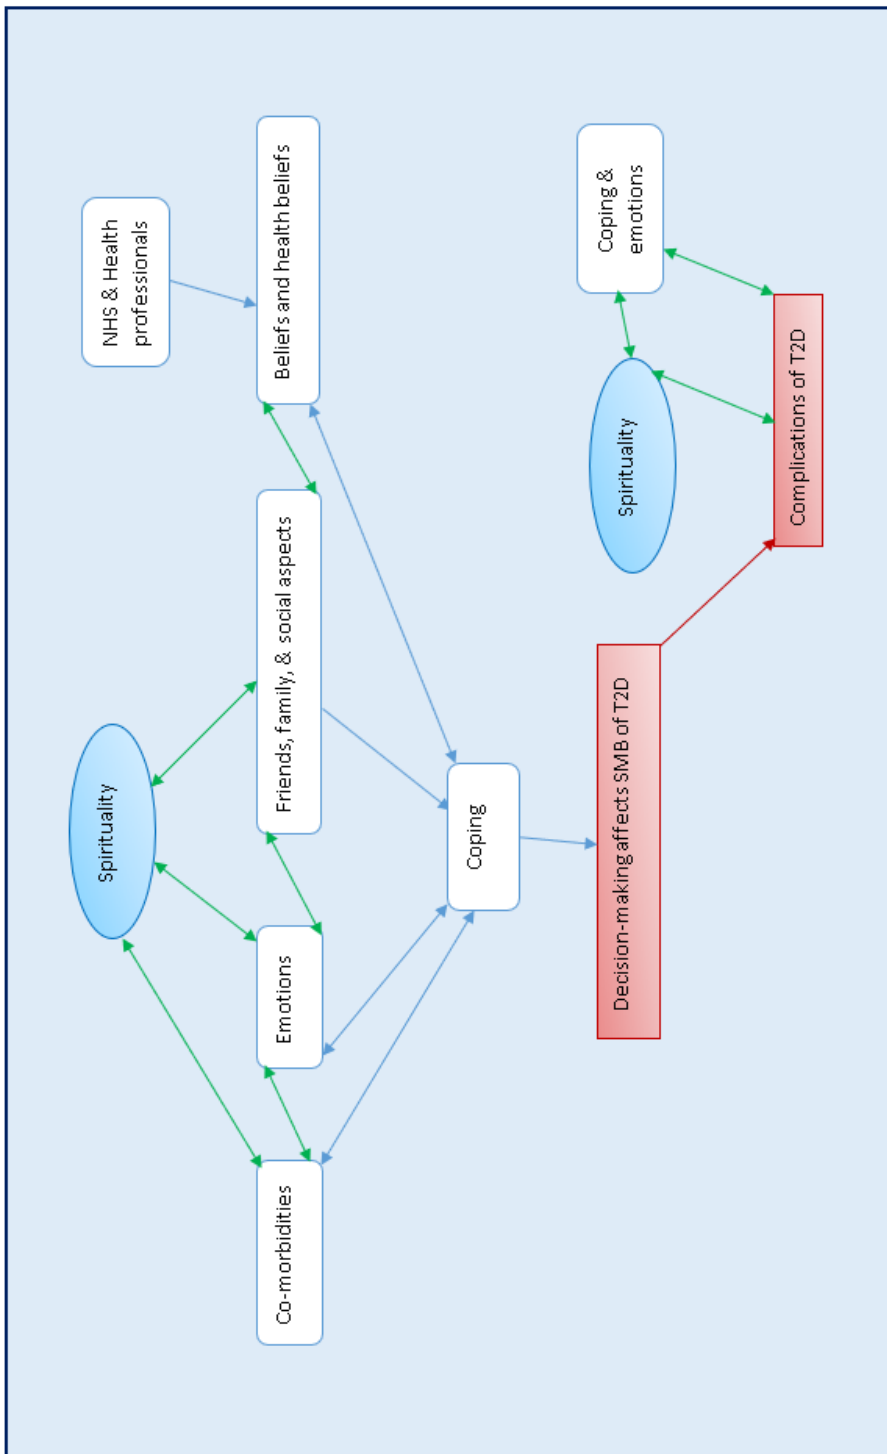 Spirituality
NHS & Health
professionals
Co-morbidities
Emotions
Friends, family, & social aspects
Beliefs and health beliefs
Coping
Decision-making affects SMB of T2D
Spirituality
Coping &
emotions
Complications of T2D